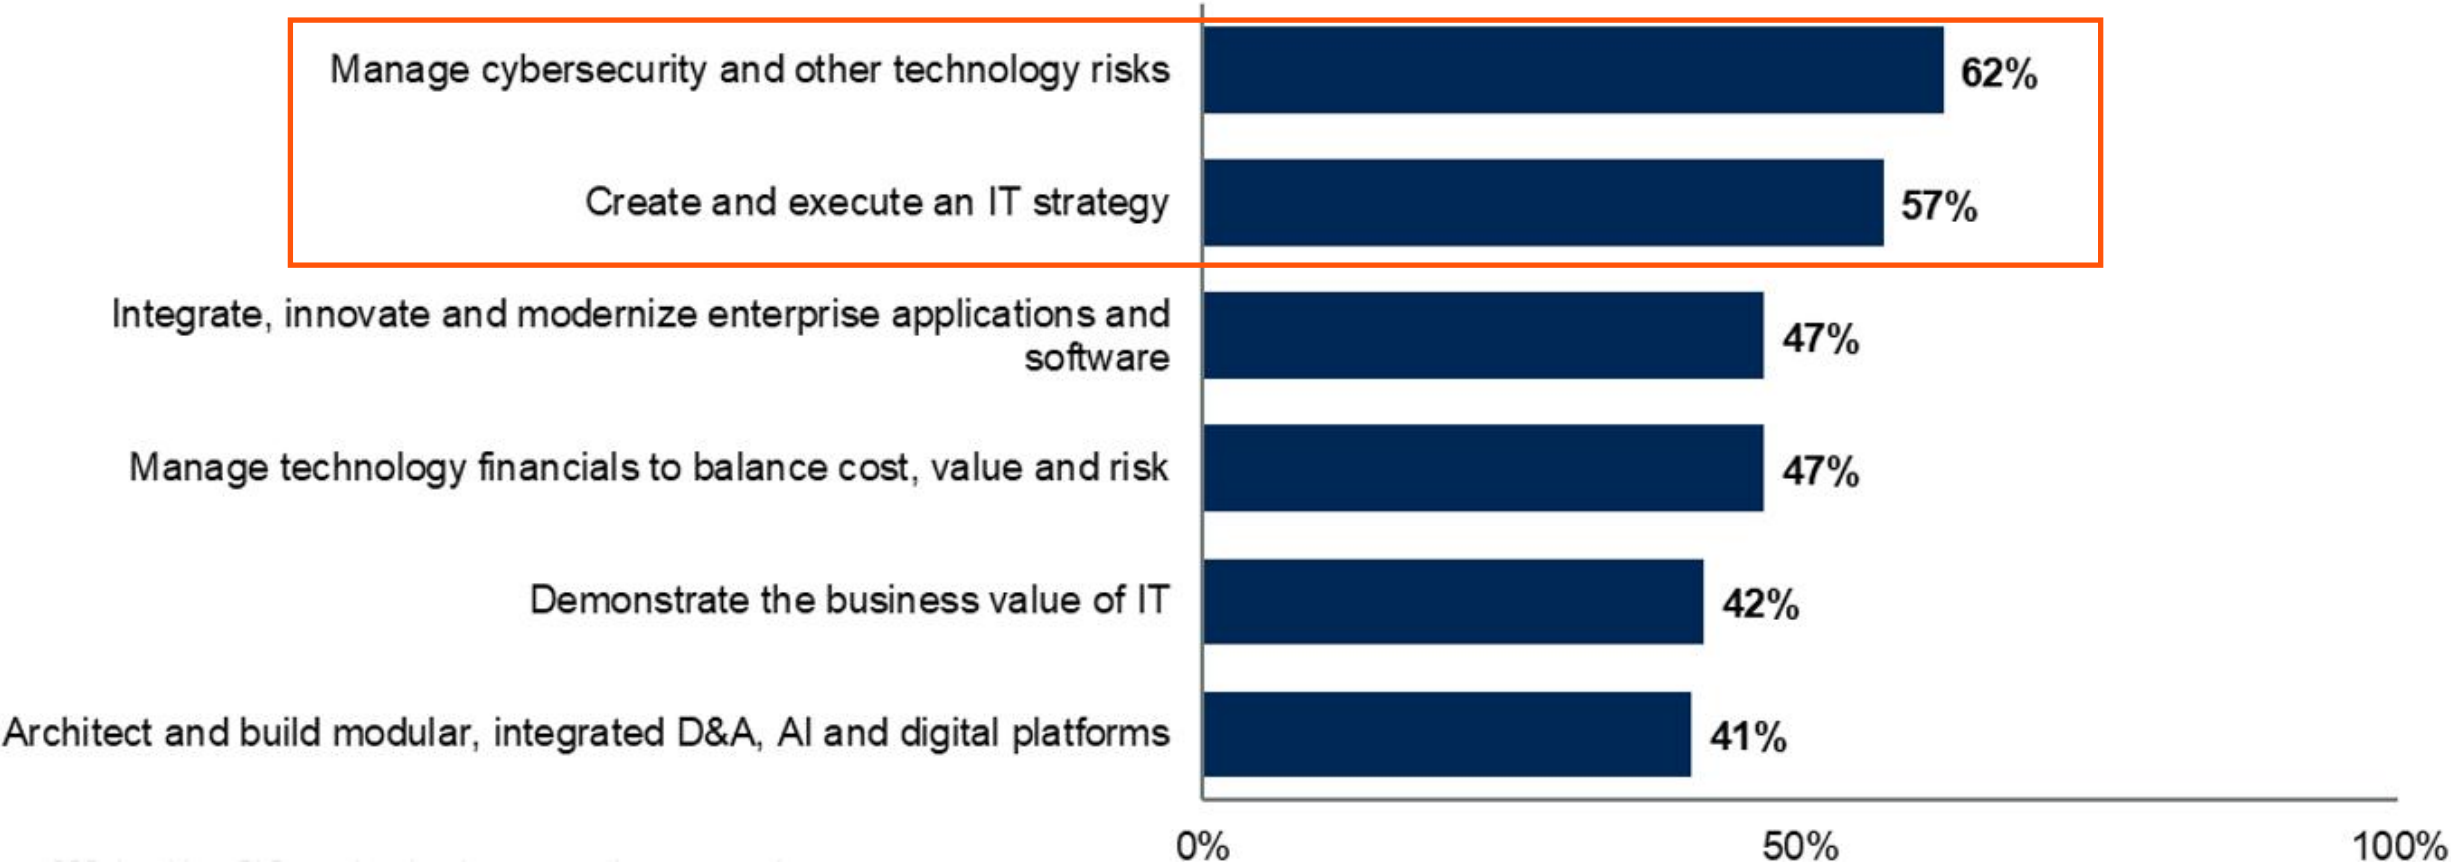 Manage cybersecurity and other technology risks 62%
Create and execute an IT strategy 57%
Integrate, innovate and modernize enterprise applications and
software 47%
Manage technology financials to balance cost, value and risk 47%
Demonstrate the business value of IT 42%
Architect and build modular, integrated D&A, AI and digital platforms 41%
0% 50% 100%